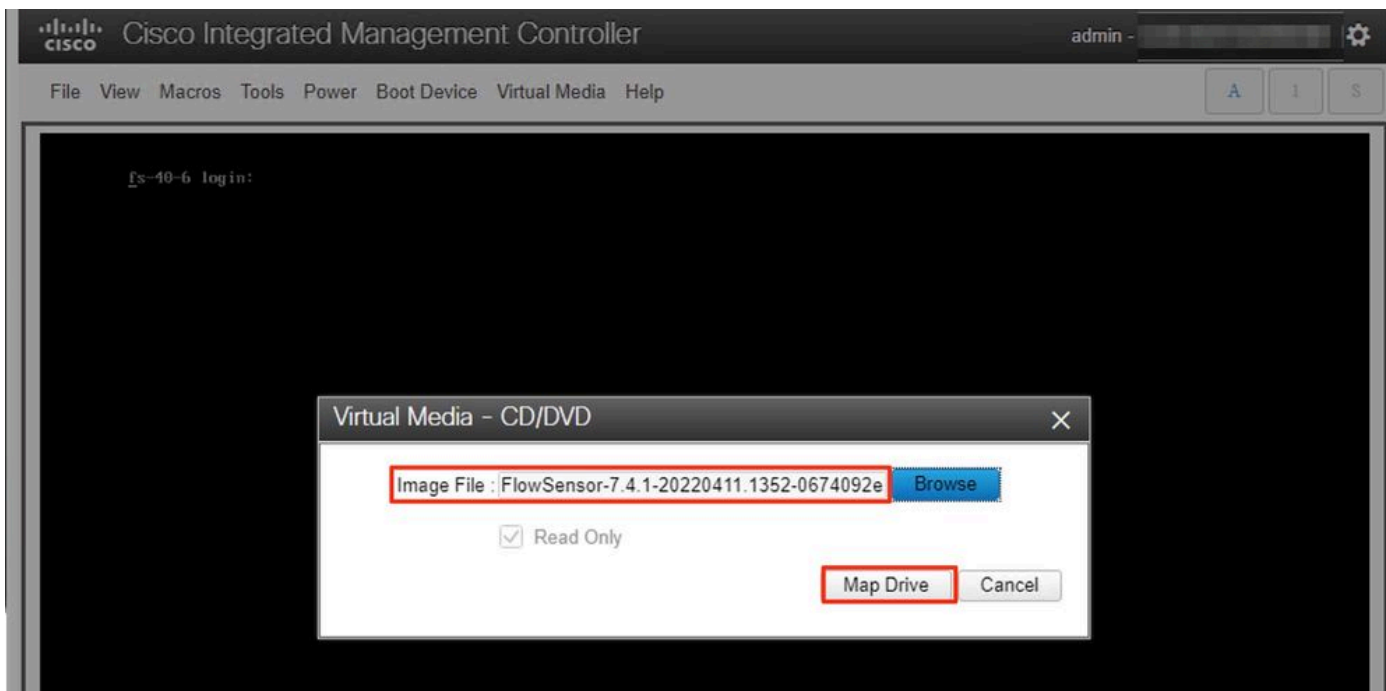 CISCO Cisco Integrated Management Controller admin -
File View Macros Tools Power Boot Device Virtual Media Help A 1 S
fs-40-6 login:
Virtual Media - CD/DVD
Image File : FlowSensor-7.4.1-20220411.1352-0674092e Browse
Read Only
Map Drive Cancel